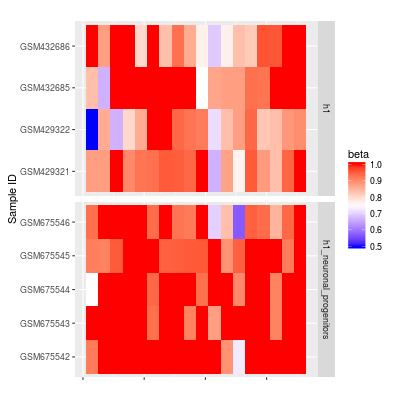 Sample ID
GSM432686
GSM432685
GSM429322
GSM429321
h1
GSM675546
GSM675545
GSM675544
GSM675543
GSM675542
h1_neuronal_progenitors
beta
1.0
0.9
0.8
0.7
0.6
0.5